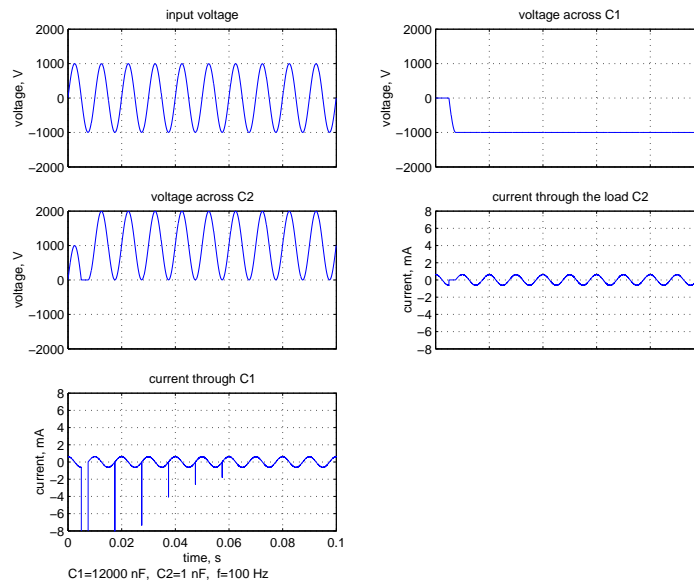 input voltage
2000
1000
0
−1000
−2000
voltage, V
voltage across C1
2000
1000
0
−1000
−2000
voltage, V
voltage across C2
2000
1000
0
−1000
−2000
voltage, V
current through the load C2
8
6
4
2
0
−2
−4
−6
−8
current, mA
current through C1
8
6
4
2
0
−2
−4
−6
−8
current, mA
0 0.02 0.04 0.06 0.08 0.1
time, s
C1=12000 nF, C2=1 nF, f=100 Hz